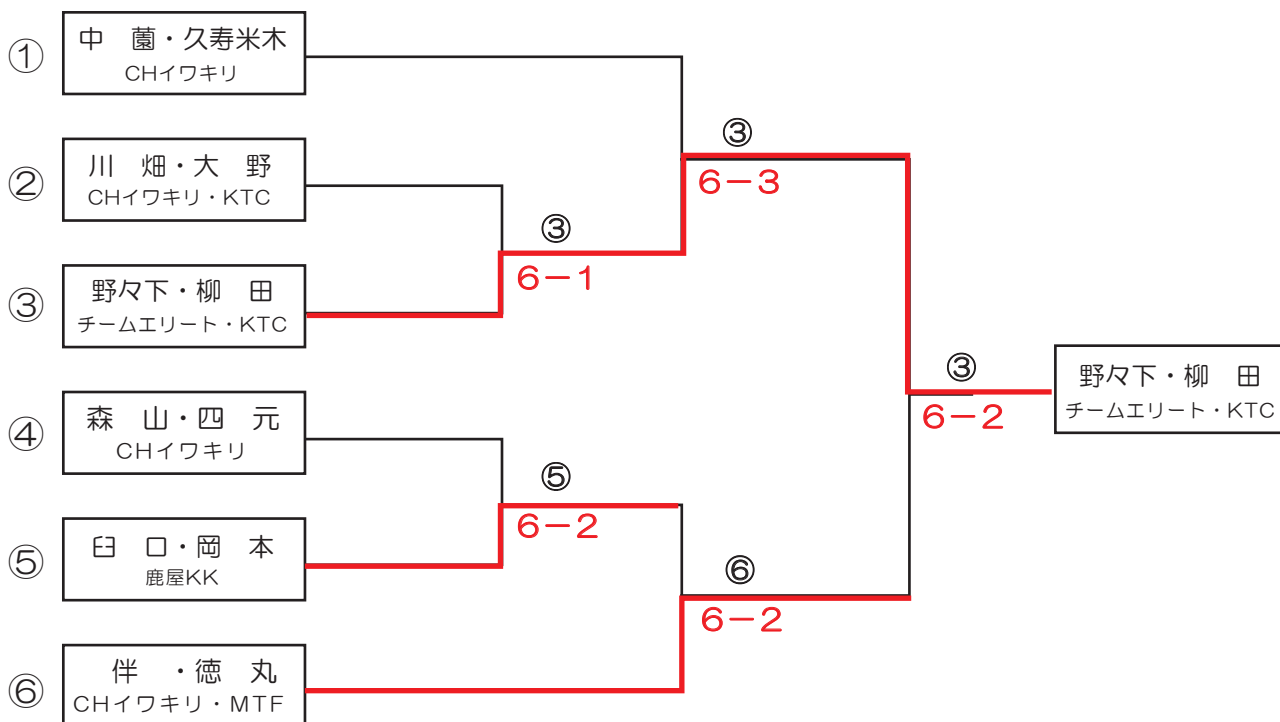 ①
中　薗・久寿米木
CHイワキリ
②
川　畑・大　野
CHイワキリ・KTC
③
野々下・柳　田
チームエリート・KTC
④
森　山・四　元
CHイワキリ
⑤
臼　口・岡　本
鹿屋KK
⑥
伴　・徳　丸
CHイワキリ・MTF
③
6－1
⑤
6－2
③
6－3
⑥
6－2
③
6－2
野々下・柳　田
チームエリート・KTC